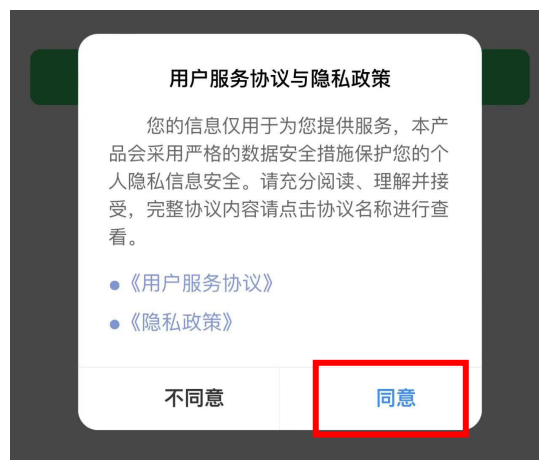 用户服务协议与隐私政策
您的信息仅用于为您提供服务，本产
品会采用严格的数据安全措施保护您的个
人隐私信息安全。请充分阅读、理解并接
受，完整协议内容请点击协议名称进行查
看。
●《用户服务协议》
●《隐私政策》
不同意
同意